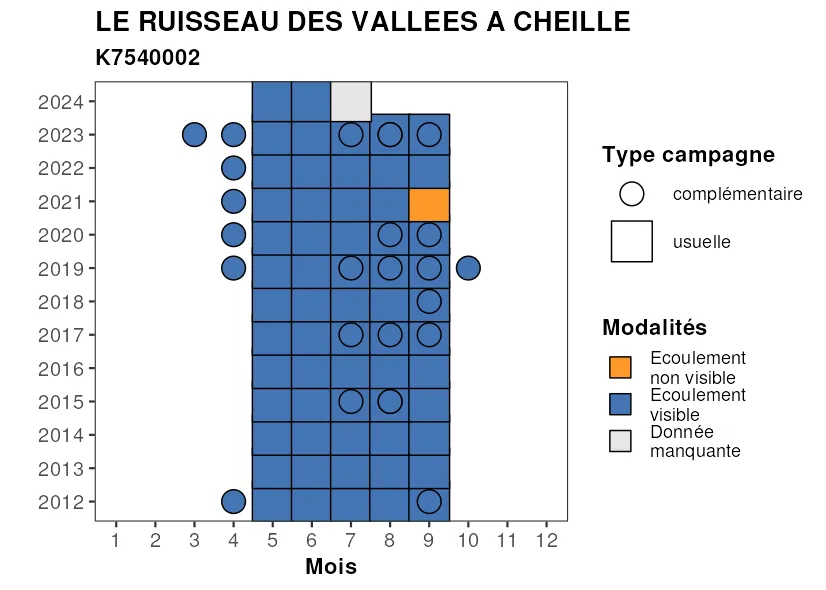 LE RUISSEAU DES VALLEES A CHEILLE
K7540002
2024
2023
2022
2021
2020
2019
2018
2017
2016
2015
2014
2013
2012
1 2 3 4 5 6 7 8 9 10 11 12
Mois
Type campagne
complémentaire
usuelle
Modalités
Ecoulement
non visible
Ecoulement
visible
Donnée
manquante